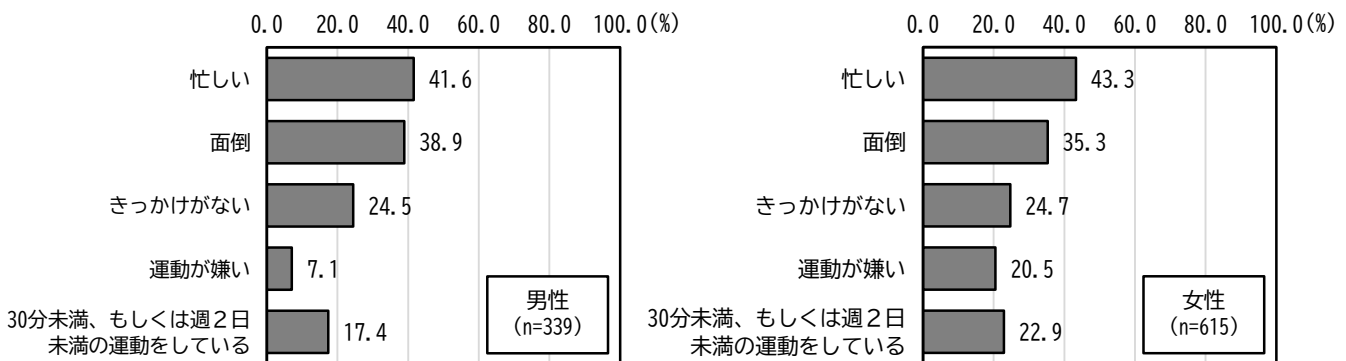 0.0 20.0 40.0 60.0 80.0 100.0(%)
忙しい 41.6
面倒 38.9
きっかけがない 24.5
運動が嫌い 7.1
30分未満、もしくは週２日
未満の運動をしている 17.4
男性
(n=339)
0.0 20.0 40.0 60.0 80.0 100.0(%)
忙しい 43.3
面倒 35.3
きっかけがない 24.7
運動が嫌い 20.5
30分未満、もしくは週２日
未満の運動をしている 22.9
女性
(n=615)